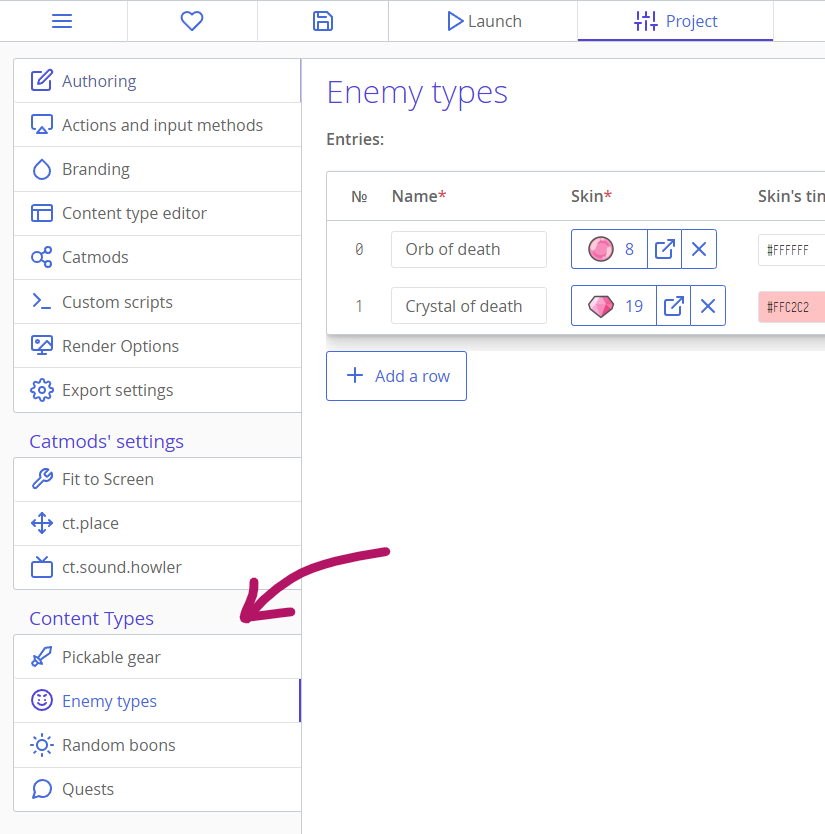 Launch
Project
Authoring
Actions and input methods
Branding
Content type editor
Catmods
Custom scripts
Render Options
Export settings
Catmods' settings
Fit to Screen
ct.place
ct.sound.howler
Content Types
Pickable gear
Enemy types
Random boons
Quests
Enemy types
Entries:
№ Name* Skin* Skin's tin
0 Orb of death 8 #FFFFFF
1 Crystal of death 19 #FFC2C2
Add a row